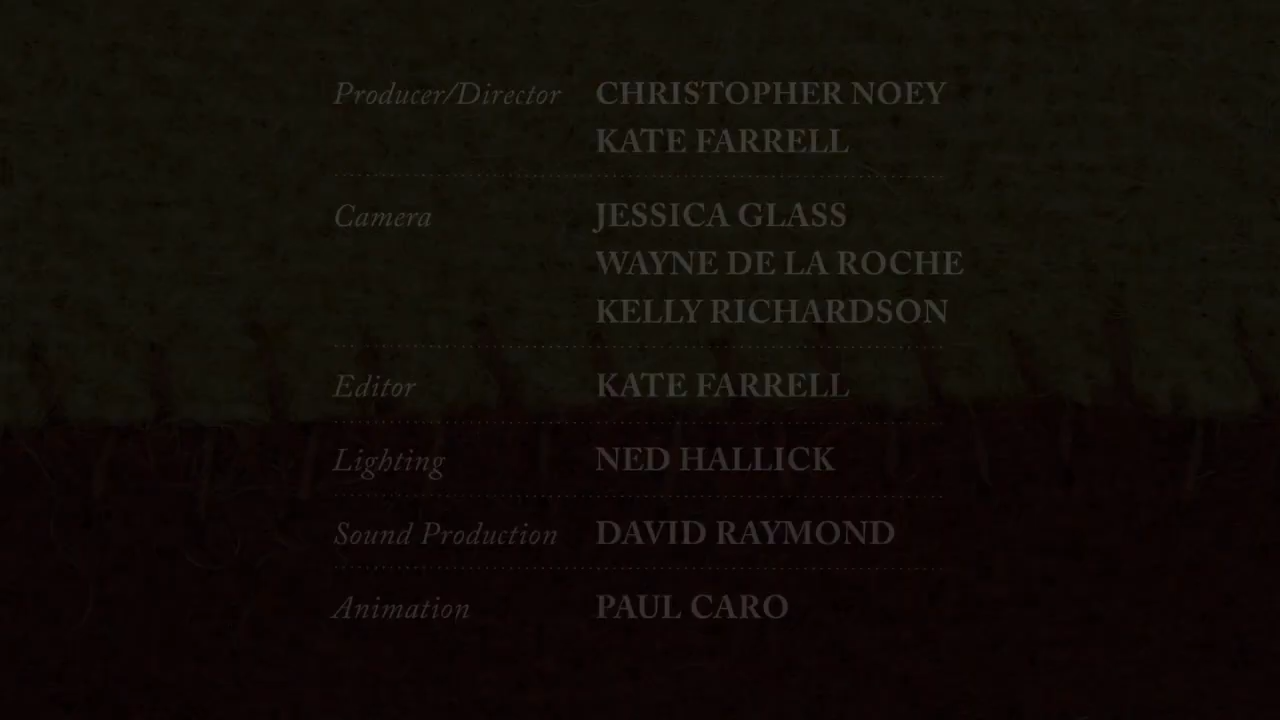 Producer/Director CHRISTOPHER NOEY
KATE FARRELL
Camera JESSICA GLASS
WAYNE DE LA ROCHE
KELLY RICHARDSON
Editor KATE FARRELL
Lighting NED HALLICK
Sound Production DAVID RAYMOND
Animation PAUL CARO